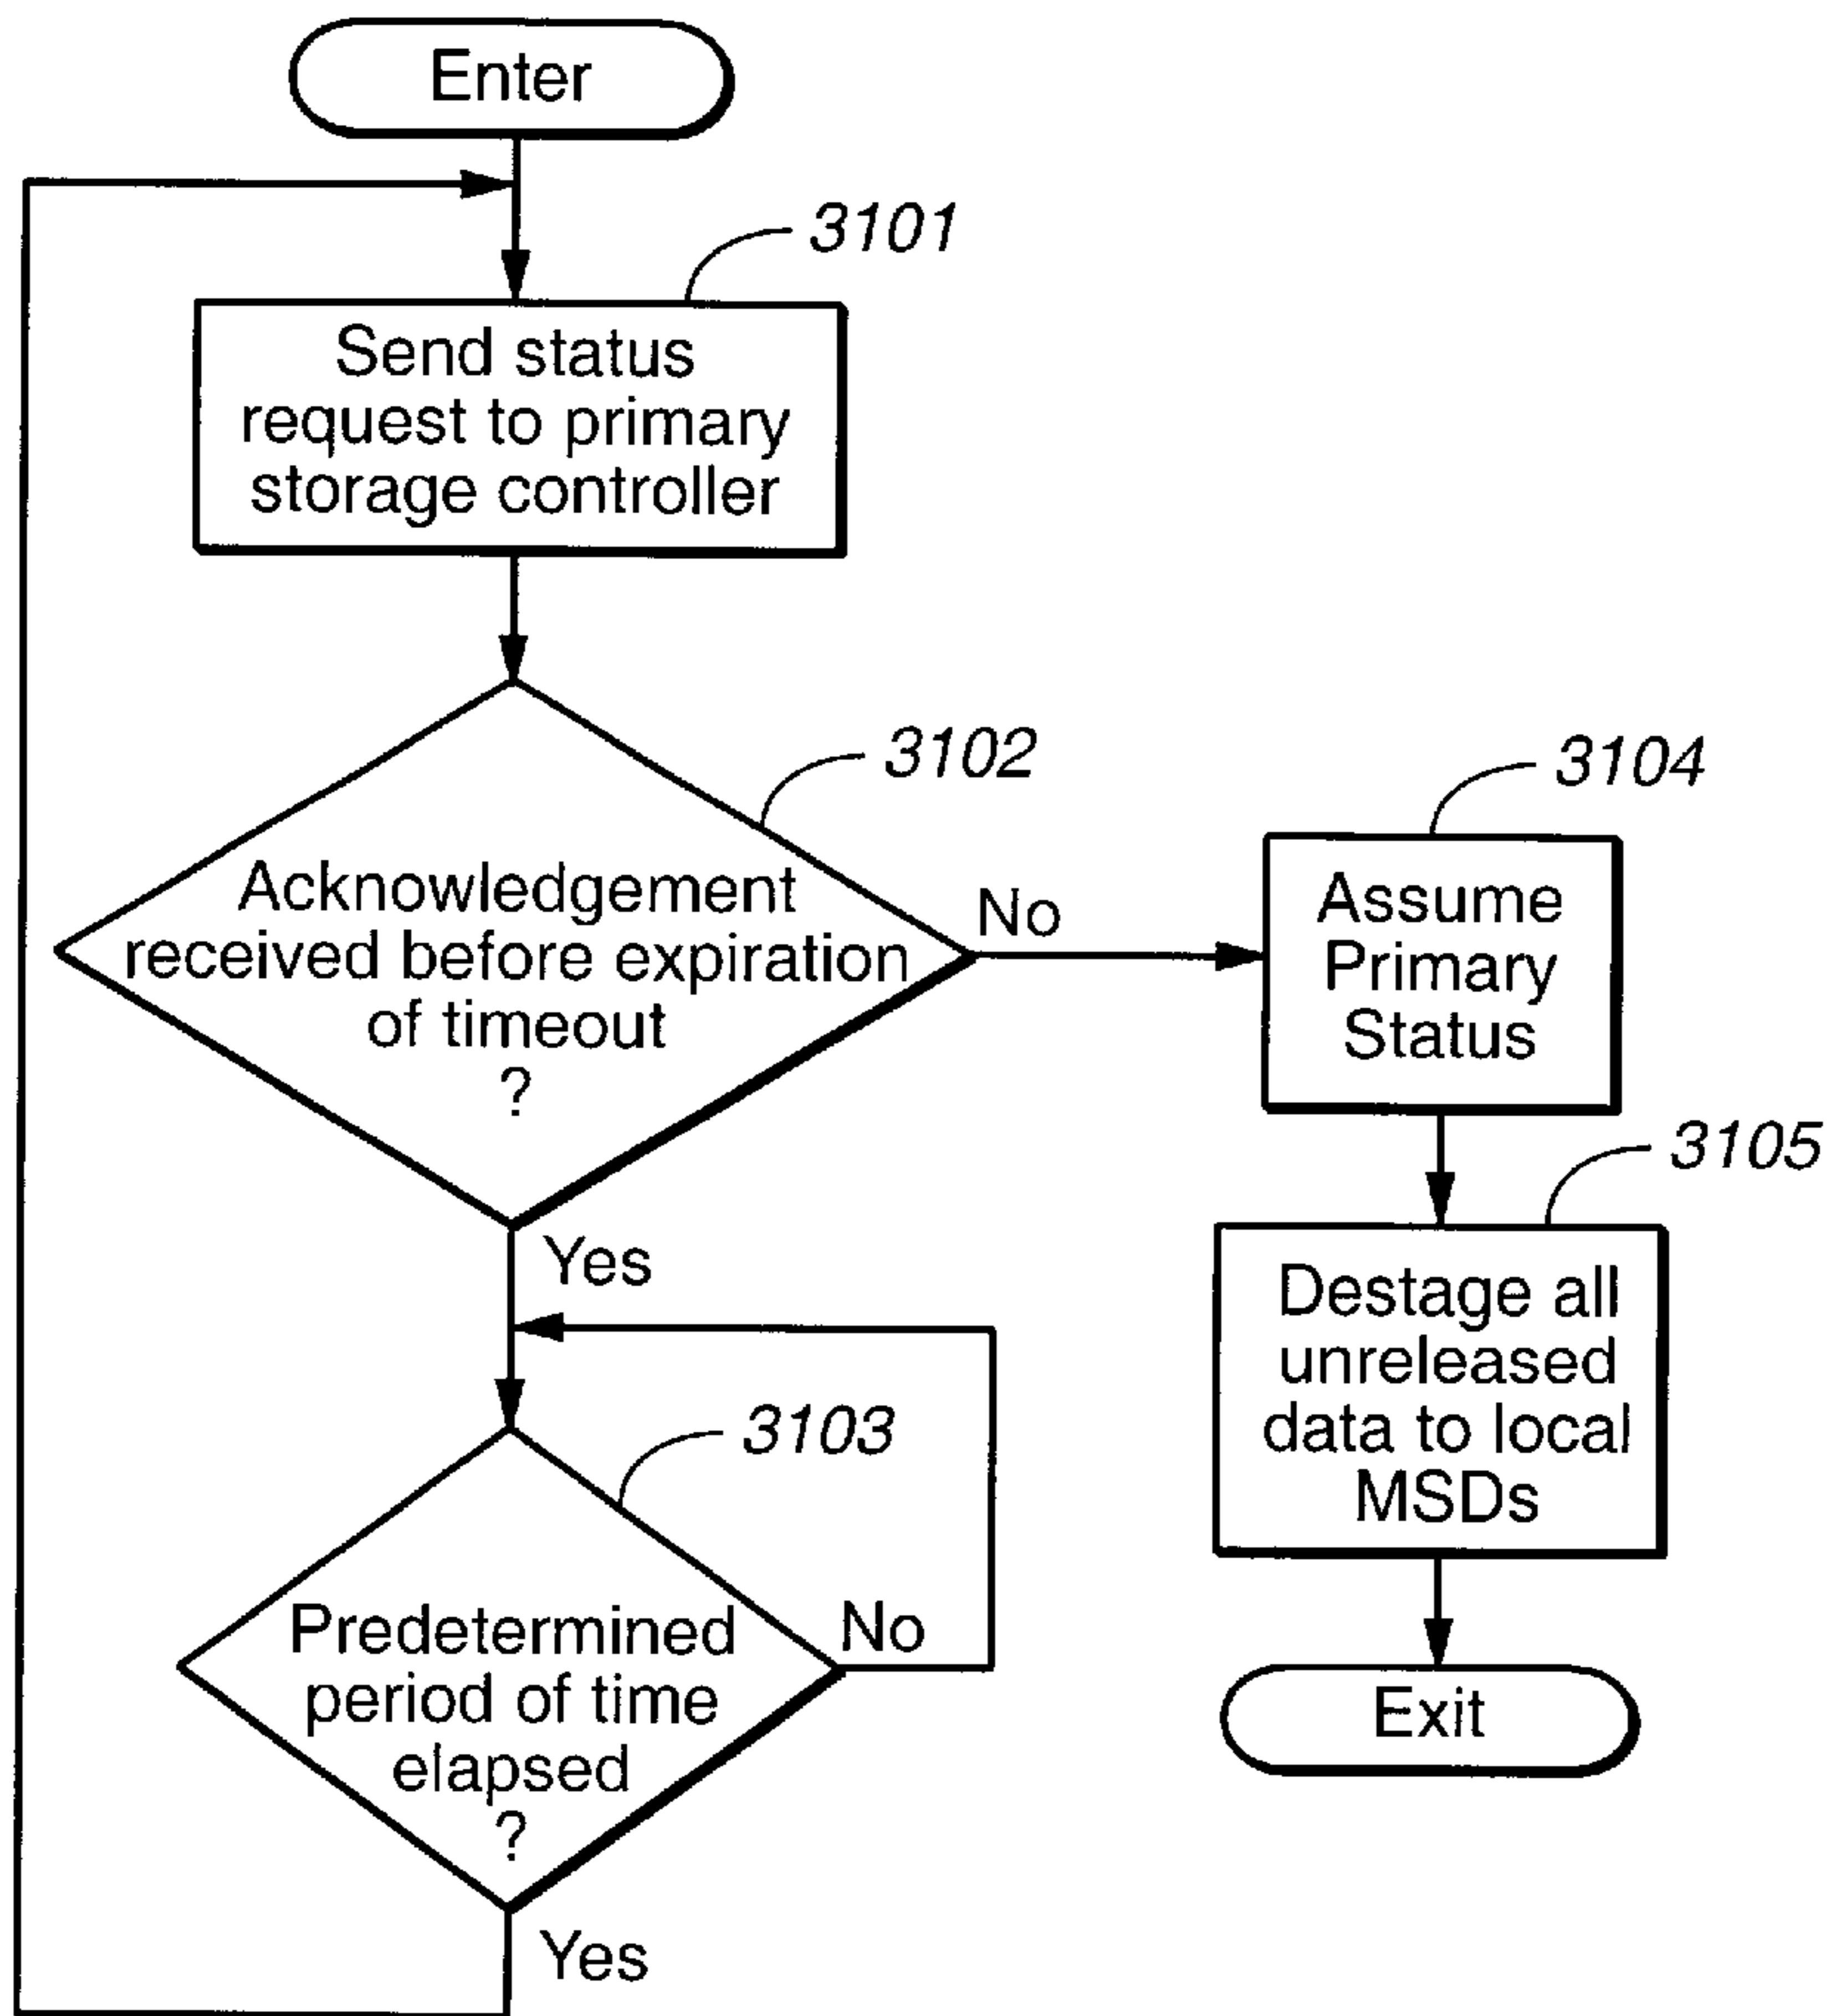 Enter
3101
Send status
request to primary
storage controller
3102
Acknowledgement
received before expiration
of timeout
?
No
3104
Assume
Primary
Status
Yes
3105
Destage all
unreleased
data to local
MSDs
3103
Predetermined
period of time
elapsed
?
No
Exit
Yes